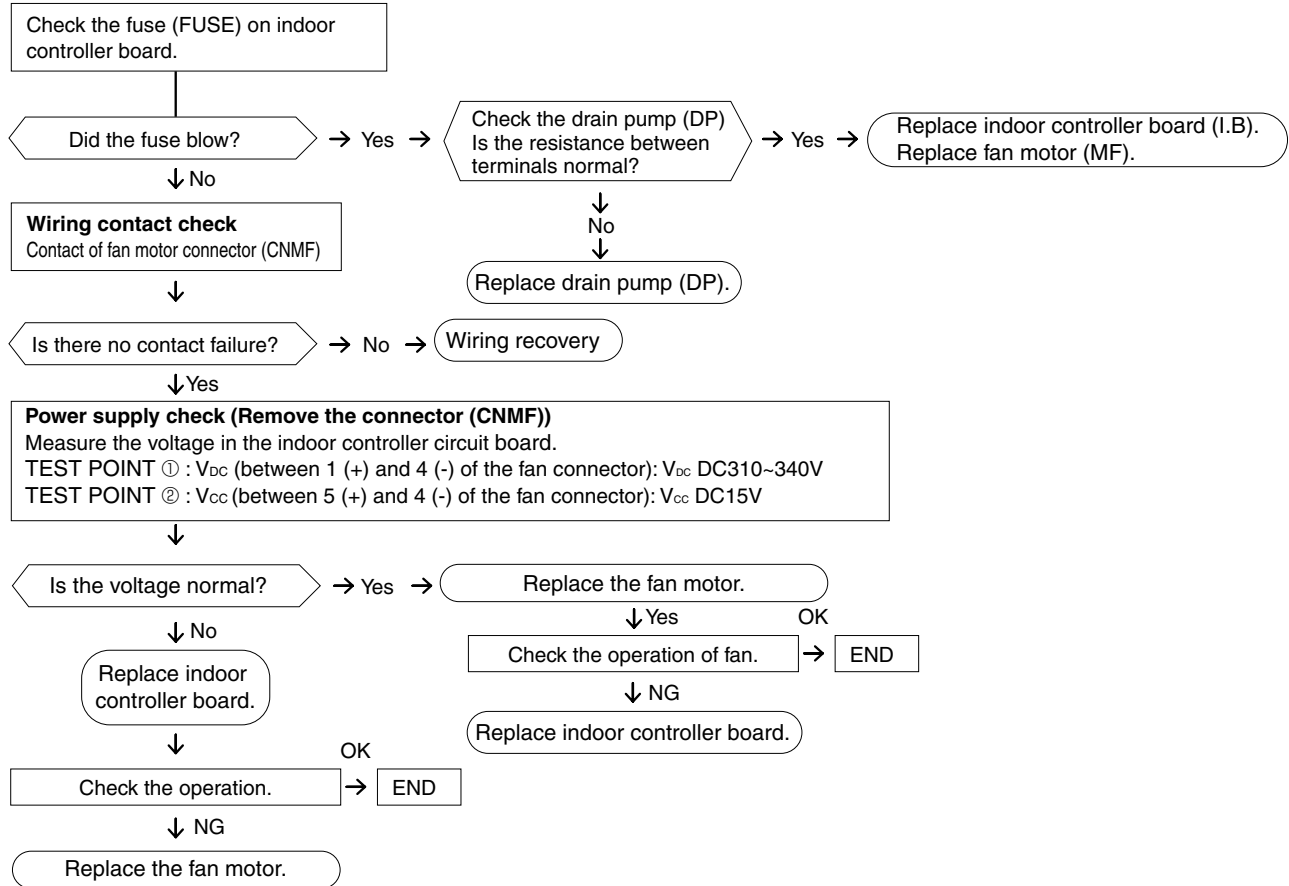 Check the fuse (FUSE) on indoor
controller board.
Did the fuse blow?
Yes
Check the drain pump (DP)
Is the resistance between
terminals normal?
Yes
Replace indoor controller board (I.B).
Replace fan motor (MF).
No
No
Replace drain pump (DP).
Wiring contact check
Contact of fan motor connector (CNMF)
Is there no contact failure?
No
Wiring recovery
Yes
Power supply check (Remove the connector (CNMF))
Measure the voltage in the indoor controller circuit board.
TEST POINT ① : VDC (between 1 (+) and 4 (-) of the fan connector): VDC DC310~340V
TEST POINT ② : VCC (between 5 (+) and 4 (-) of the fan connector): VCC DC15V
Is the voltage normal?
Yes
Replace the fan motor.
Yes
OK
Check the operation of fan.
END
NG
Replace indoor controller board.
No
Replace indoor
controller board.
OK
Check the operation.
END
NG
Replace the fan motor.